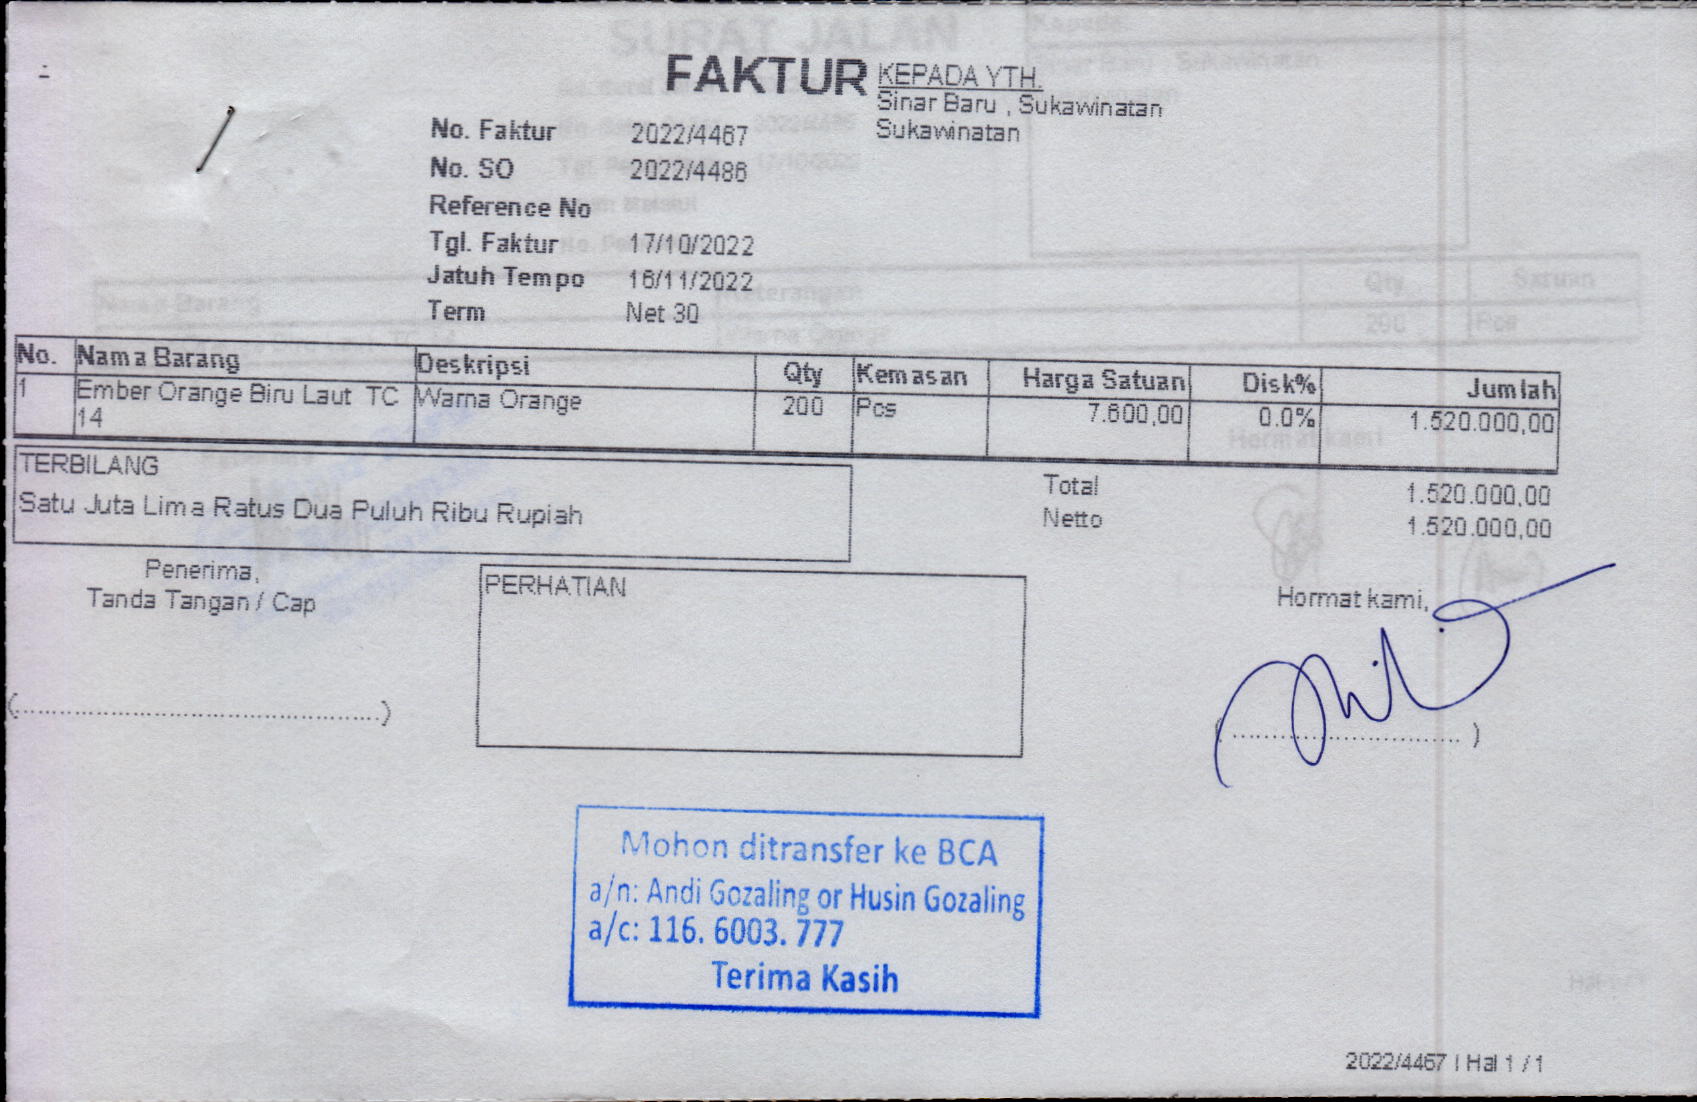 FAKTUR
KEPADA YTH.
Sinar Baru , Sukawinatan
Sukawinatan
No. Faktur 2022/4467
No. SO 2022/4486
Reference No
Tgl. Faktur 17/10/2022
Jatuh Tempo 16/11/2022
Term Net 30
No. Nama Barang Deskripsi Qty Kemasan Harga Satuan Disk% Jumlah
1 Ember Orange Biru Laut TC Warna Orange 200 Pcs 7.600,00 0.0% 1.520.000,00
14
TERBILANG
Satu Juta Lima Ratus Dua Puluh Ribu Rupiah
Total 1.520.000,00
Netto 1.520.000,00
Penerima,
Tanda Tangan / Cap
PERHATIAN
Hormat kami,
(..................................................)
( ................................ )
Mohon ditransfer ke BCA
a/n: Andi Gozaling or Husin Gozaling
a/c: 116. 6003. 777
Terima Kasih
2022/4467 | Hal 1 / 1